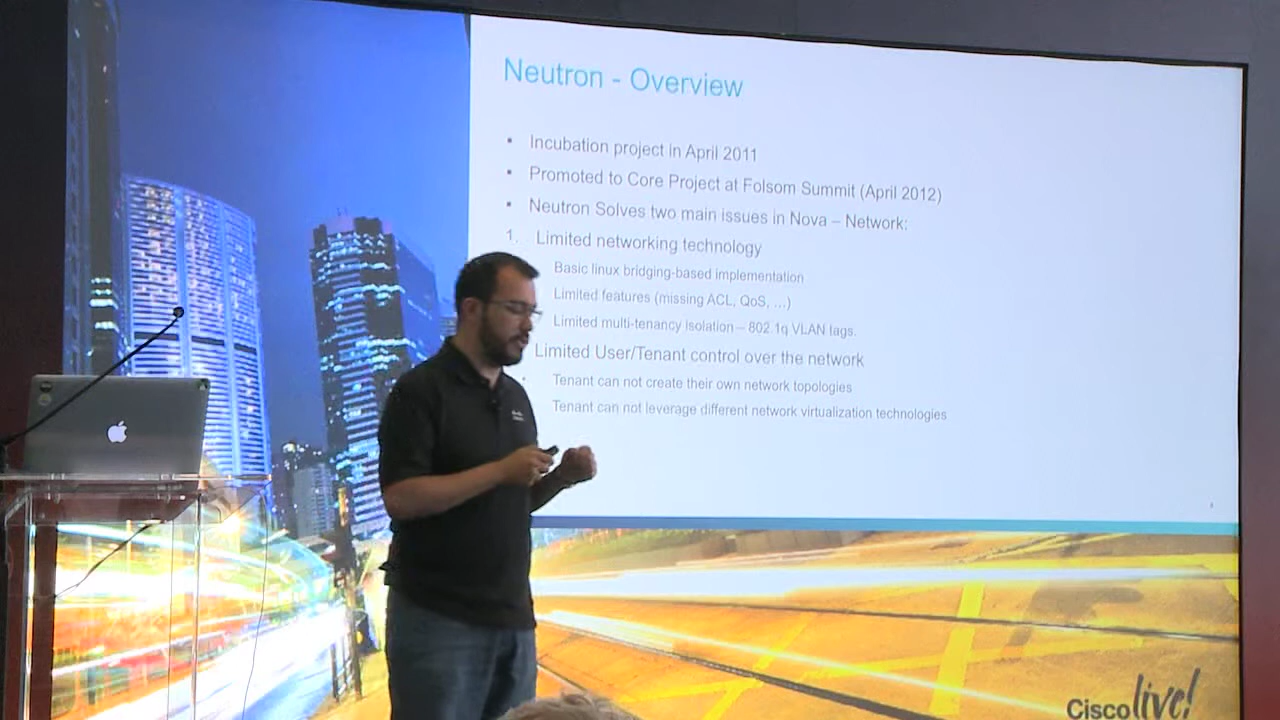 Neutron - Overview
▪ Incubation project in April 2011
▪ Promoted to Core Project at Folsom Summit (April 2012)
▪ Neutron Solves two main issues in Nova – Network:
1. Limited networking technology
Basic linux bridging-based implementation
Limited features (missing ACL, QoS, ...)
Limited multi-tenancy Isolation – 802.1q VLAN tags.
Limited User/Tenant control over the network
Tenant can not create their own network topologies
Tenant can not leverage different network virtualization technologies
Cisco live!